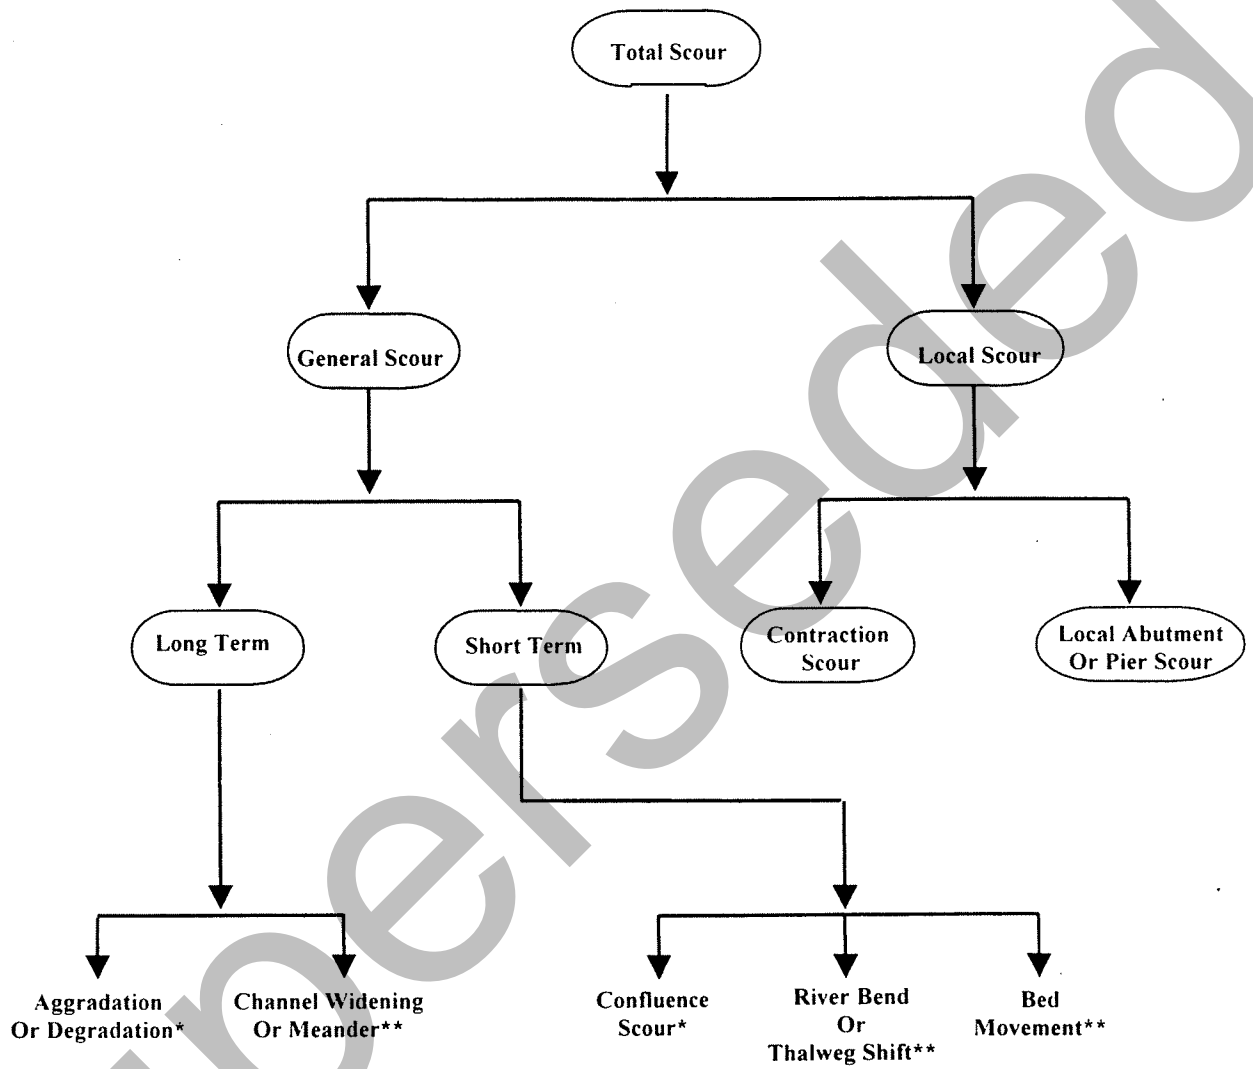 Total Scour
General Scour
Local Scour
Long Term
Short Term
Contraction
Scour
Local Abutment
Or Pier Scour
Aggradation
Or Degradation*
Channel Widening
Or Meander**
Confluence
Scour*
River Bend
Or
Thalweg Shift**
Bed
Movement**
perseded